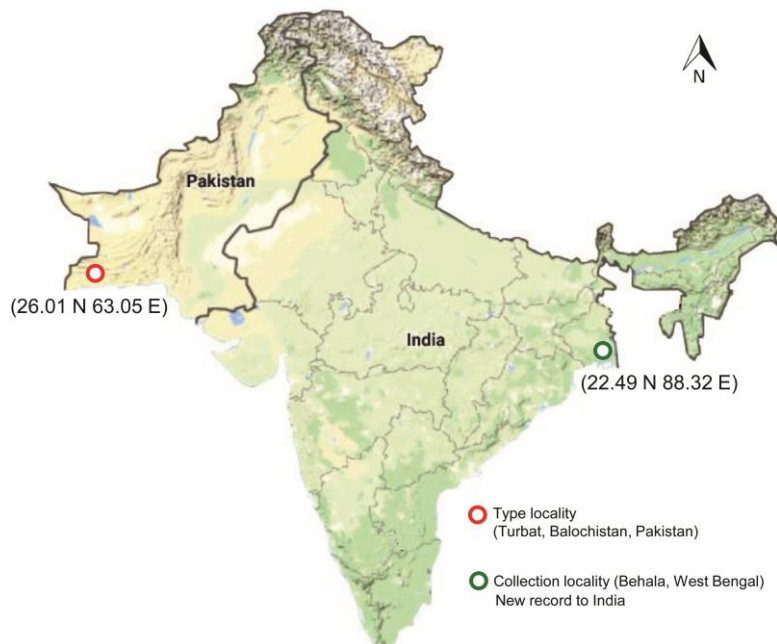 N
Pakistan
(26.01 N 63.05 E)
India
(22.49 N 88.32 E)
Type locality
(Turbat, Balochistan, Pakistan)
Collection locality (Behala, West Bengal)
New record to India